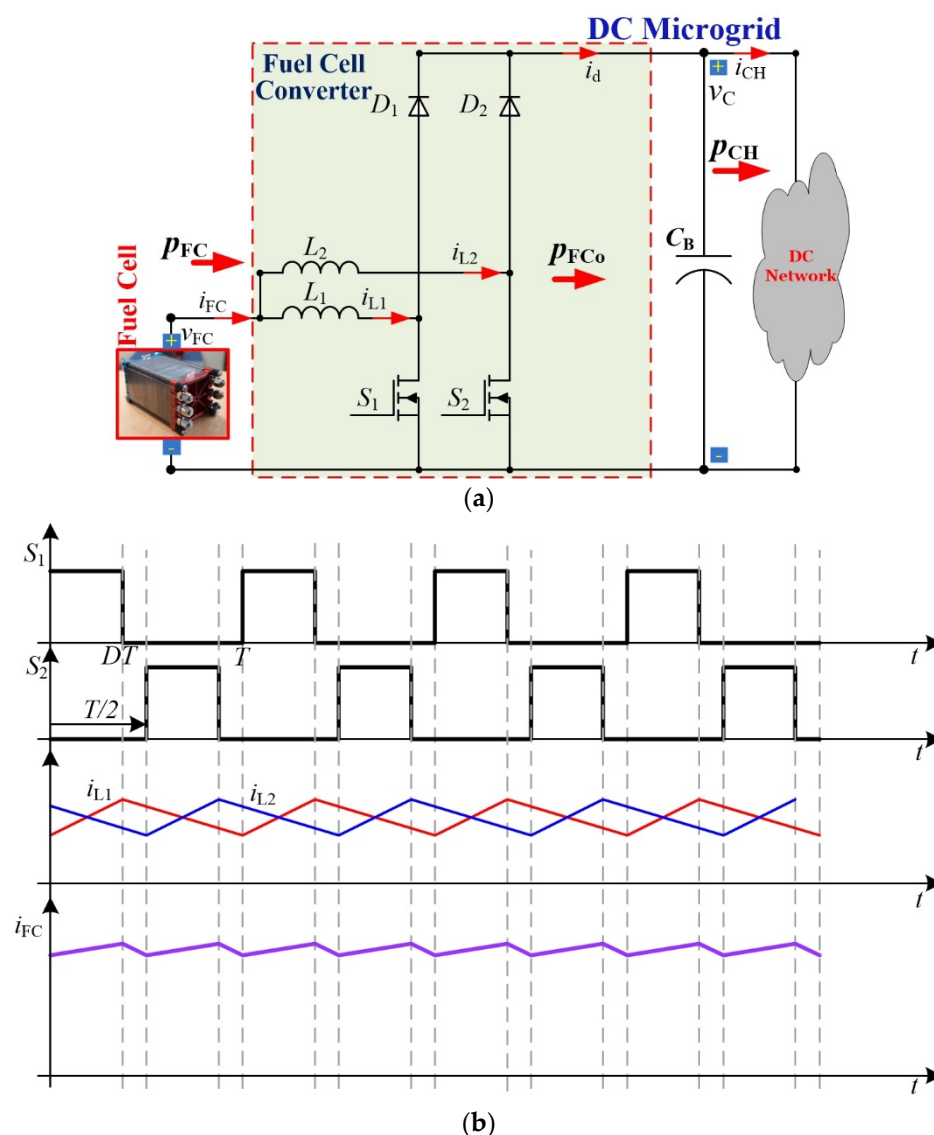 DC Microgrid
Fuel Cell
Converter
D1
D2
id
iCH
+
vC
pCH
pFC
L2
iL2
pFCo
CB
DC
Network
iFC
L1
iL1
Fuel Cell
+
vFC
S1
S2
-
-
(a)
S1
DT
T
t
S2
T/2
t
iL1
iL2
t
iFC
t
(b)